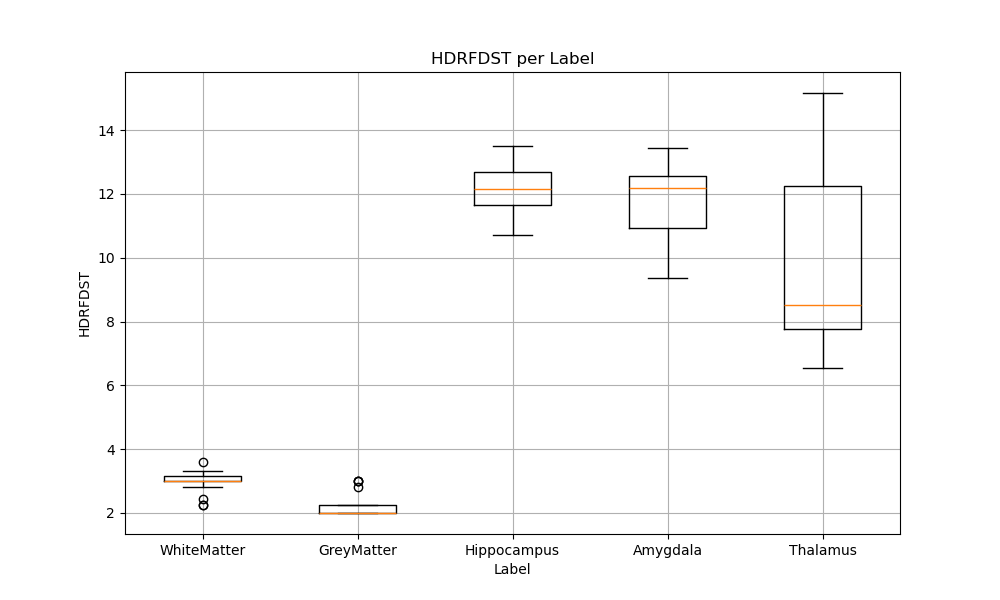 HDRFDST per Label
HDRFDST
14
12
10
8
6
4
2
WhiteMatter GreyMatter Hippocampus Amygdala Thalamus
Label